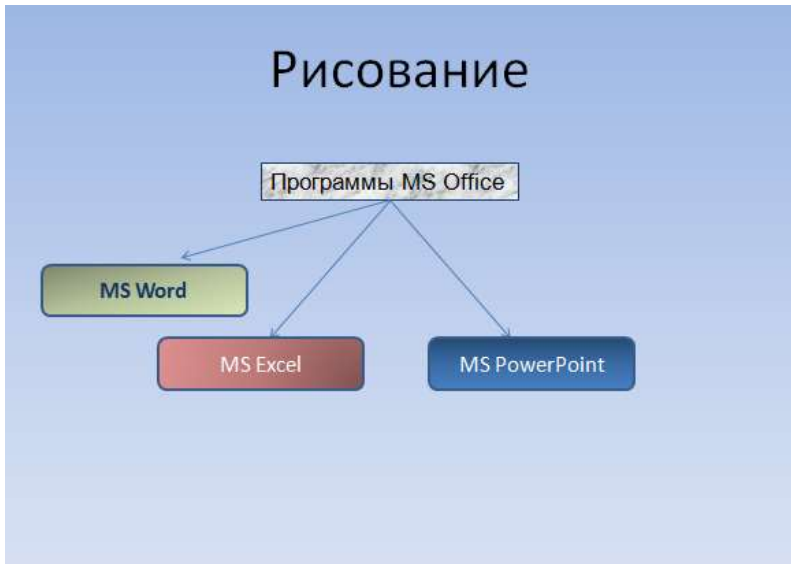 Рисование
Программы MS Office
MS Word
MS Excel
MS PowerPoint